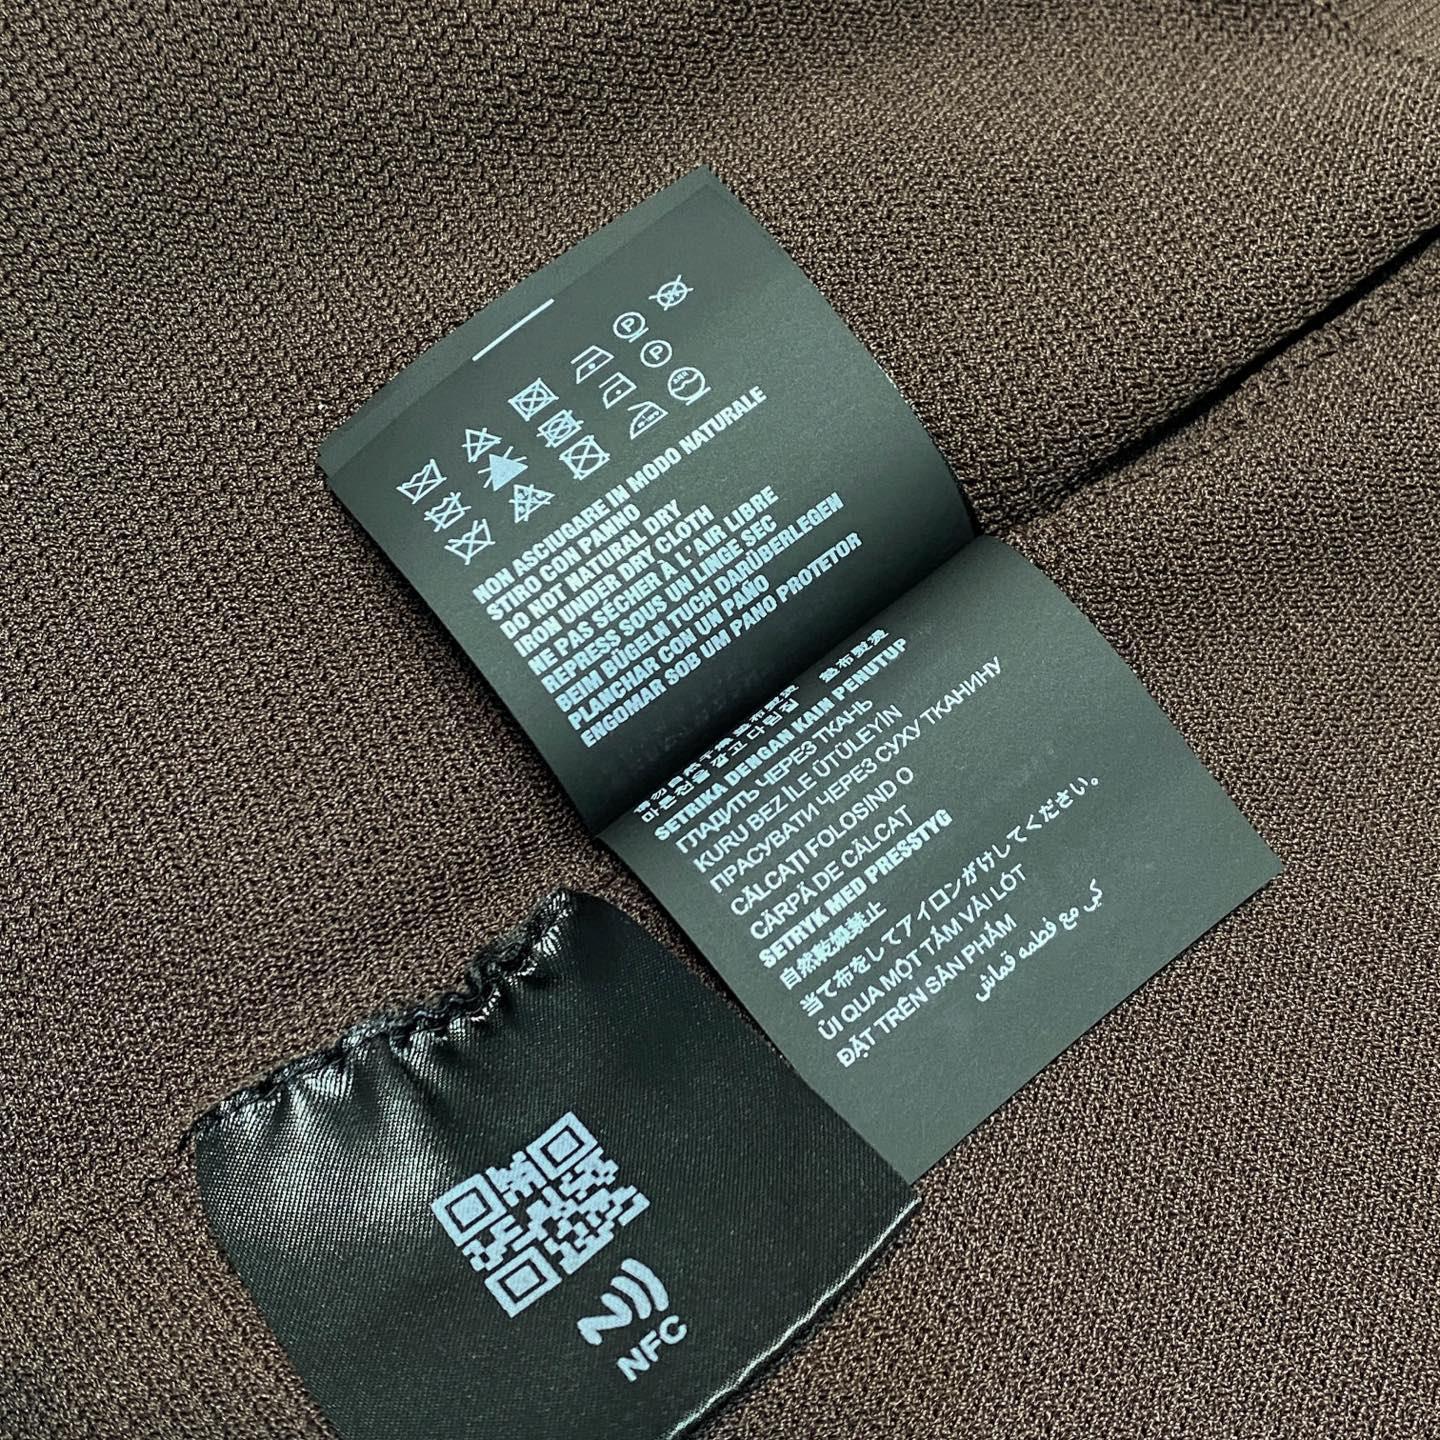 NON ASCIUGARE IN MODO NATURALE
STIRO CON PANNO
DO NOT NATURAL DRY
IRON UNDER DRY CLOTH
NE PAS SÉCHER À L'AIR LIBRE
REPRESS SOUS UN LINGE SEC
BEIM BÜGELN TUCH DARÜBERLEGEN
PLANCHAR CON UN PAÑO
ENGOMAR SOB UM PANO PROTETOR
SETRIKA DENGAN KAIN PENUTUP
ГЛАДИТЬ ЧЕРЕЗ ТКАНЬ
KURU BEZ İLE ÜTÜLEYİN
ПРАСУВАТИ ЧЕРЕЗ СУХУ ТКАНИНУ
CĂLCAȚI FOLOSIND O
CÂRPĂ DE CĂLCAȚ
SETRYK MED PRESSTYG
自然乾燥禁止
当て布をしてアイロンがけしてください。
ỦI QUA MỘT TẤM VẢI LÓT
ĐẶT TRÊN SẢN PHẨM
كي مع قطعه قماش
NFC